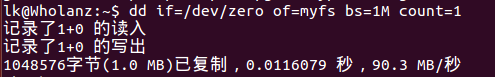 lk@Wholanz:~$ dd if=/dev/zero of=myfs bs=1M count=1
记录了1+0 的读入
记录了1+0 的写出
1048576字节(1.0 MB)已复制，0.0116079 秒，90.3 MB/秒